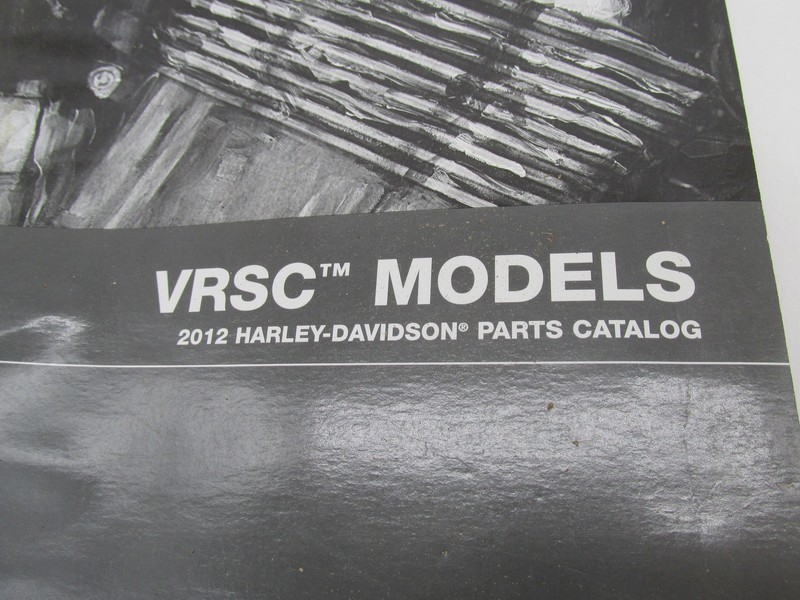 VRSC™ MODELS
2012 HARLEY-DAVIDSON® PARTS CATALOG